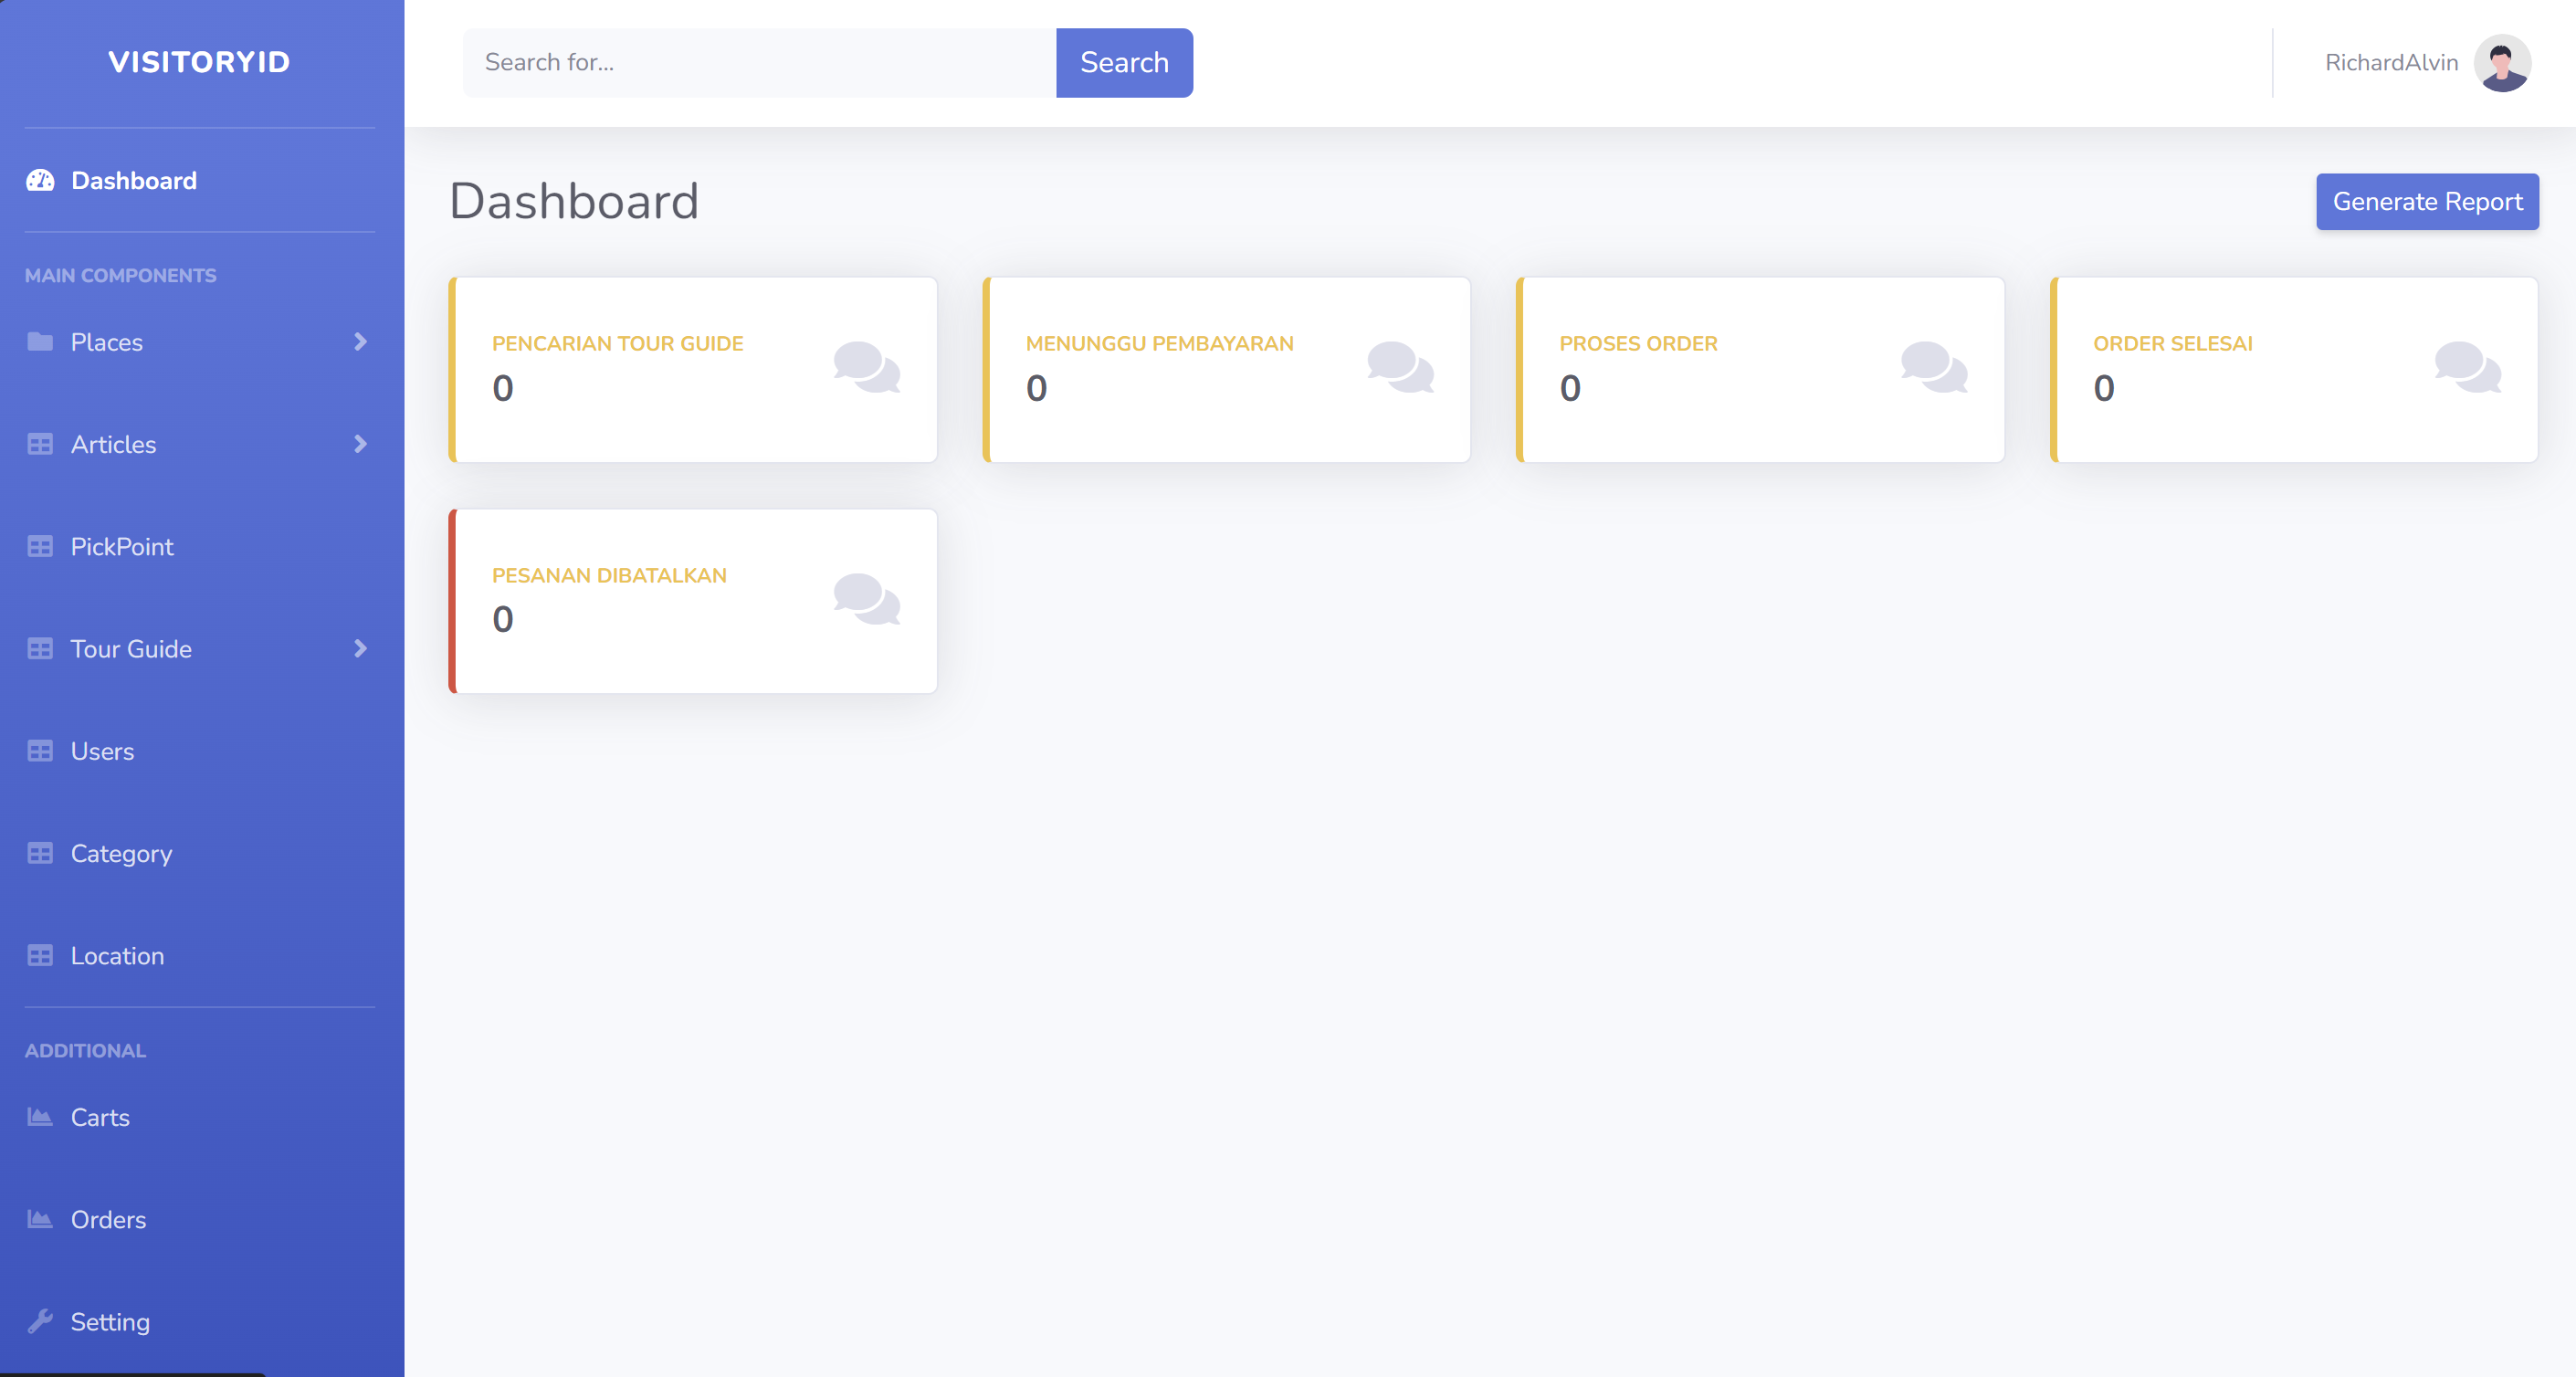 VISITORYID
Dashboard
MAIN COMPONENTS
Places
Articles
PickPoint
Tour Guide
Users
Category
Location
ADDITIONAL
Carts
Orders
Setting
Search for...
Search
RichardAlvin
Dashboard
Generate Report
PENCARIAN TOUR GUIDE
0
MENUNGGU PEMBAYARAN
0
PROSES ORDER
0
ORDER SELESAI
0
PESANAN DIBATALKAN
0